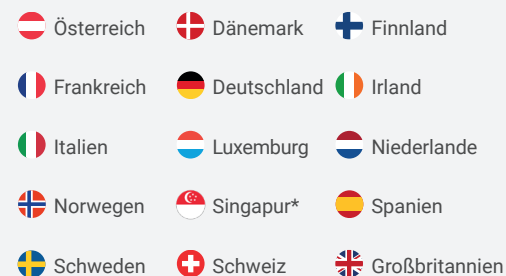 Österreich Dänemark Finnland
Frankreich Deutschland Irland
Italien Luxemburg Niederlande
Norwegen Singapur* Spanien
Schweden Schweiz Großbritannien